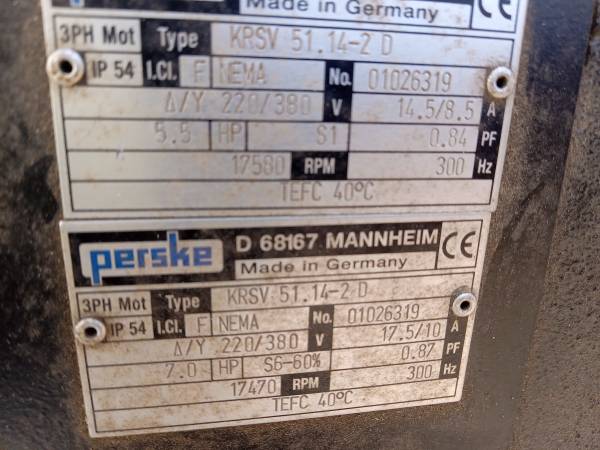 Made in Germany CE
3PH Mot Type KRSV 51.14-2 D
IP 54 I.Cl. F NEMA No. 01026319
Δ/Y 220/380 V 14.5/8.5 A
5.5 HP S1 0.84 PF
17580 RPM 300 Hz
TEFC 40°C
perske D 68167 MANNHEIM CE
Made in Germany
3PH Mot Type KRSV 51.14-2 D
IP 54 I.Cl. F NEMA No. 01026319
Δ/Y 220/380 V 17.5/10 A
7.0 HP S6-60% 0.87 PF
17470 RPM 300 Hz
TEFC 40°C